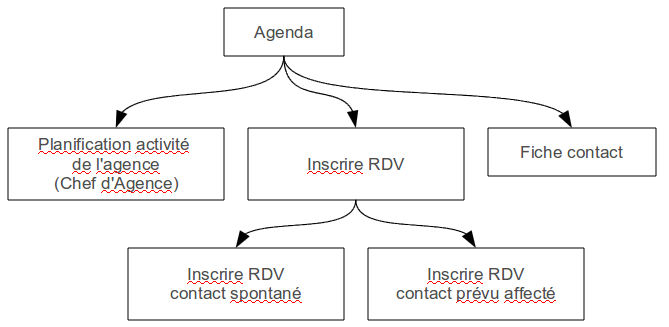 Agenda
Planification activité
de l'agence
(Chef d'Agence)
Inscrire RDV
Fiche contact
Inscrire RDV
contact spontané
Inscrire RDV
contact prévu affecté